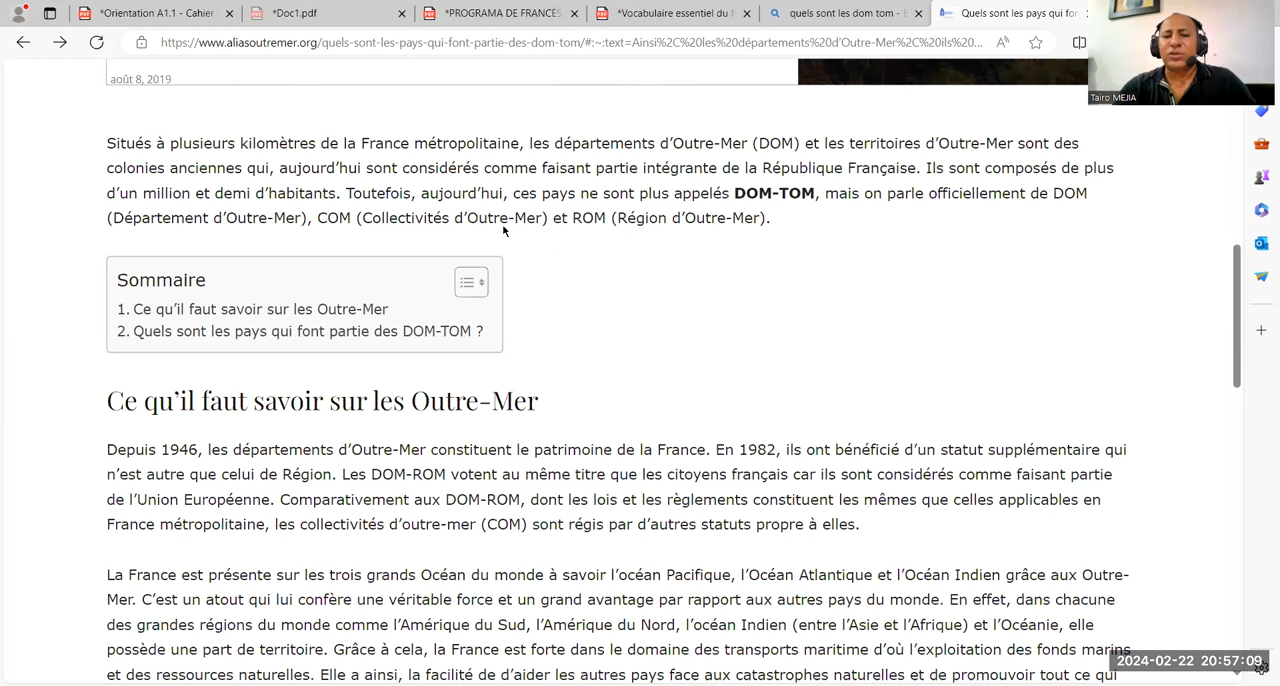 *Orientation A1.1 - Cahier
*Doc1.pdf
*PROGRAMA DE FRANCÉS
*Vocabulaire essentiel du f
quels sont les dom tom - 
Quels sont les pays qui fon
https://www.aliasoutremer.org/quels-sont-les-pays-qui-font-partie-des-dom-tom/#:~:text=Ainsi%2C%20les%20départements%20d'Outre-Mer%2C%20ils%20...
Tairo MEJIA
août 8, 2019
Situés à plusieurs kilomètres de la France métropolitaine, les départements d'Outre-Mer (DOM) et les territoires d'Outre-Mer sont des
colonies anciennes qui, aujourd'hui sont considérés comme faisant partie intégrante de la République Française. Ils sont composés de plus
d'un million et demi d'habitants. Toutefois, aujourd'hui, ces pays ne sont plus appelés DOM-TOM, mais on parle officiellement de DOM
(Département d'Outre-Mer), COM (Collectivités d'Outre-Mer) et ROM (Région d'Outre-Mer).
Sommaire
1. Ce qu'il faut savoir sur les Outre-Mer
2. Quels sont les pays qui font partie des DOM-TOM ?
Ce qu'il faut savoir sur les Outre-Mer
Depuis 1946, les départements d'Outre-Mer constituent le patrimoine de la France. En 1982, ils ont bénéficié d'un statut supplémentaire qui
n'est autre que celui de Région. Les DOM-ROM votent au même titre que les citoyens français car ils sont considérés comme faisant partie
de l'Union Européenne. Comparativement aux DOM-ROM, dont les lois et les règlements constituent les mêmes que celles applicables en
France métropolitaine, les collectivités d'outre-mer (COM) sont régis par d'autres statuts propre à elles.
La France est présente sur les trois grands Océan du monde à savoir l'océan Pacifique, l'Océan Atlantique et l'Océan Indien grâce aux Outre-
Mer. C'est un atout qui lui confère une véritable force et un grand avantage par rapport aux autres pays du monde. En effet, dans chacune
des grandes régions du monde comme l'Amérique du Sud, l'Amérique du Nord, l'océan Indien (entre l'Asie et l'Afrique) et l'Océanie, elle
possède une part de territoire. Grâce à cela, la France est forte dans le domaine des transports maritime d'où l'exploitation des fonds marins
et des ressources naturelles. Elle a ainsi, la facilité de d'aider les autres pays face aux catastrophes naturelles et de promouvoir tout ce qui
2024-02-22 20:57:09